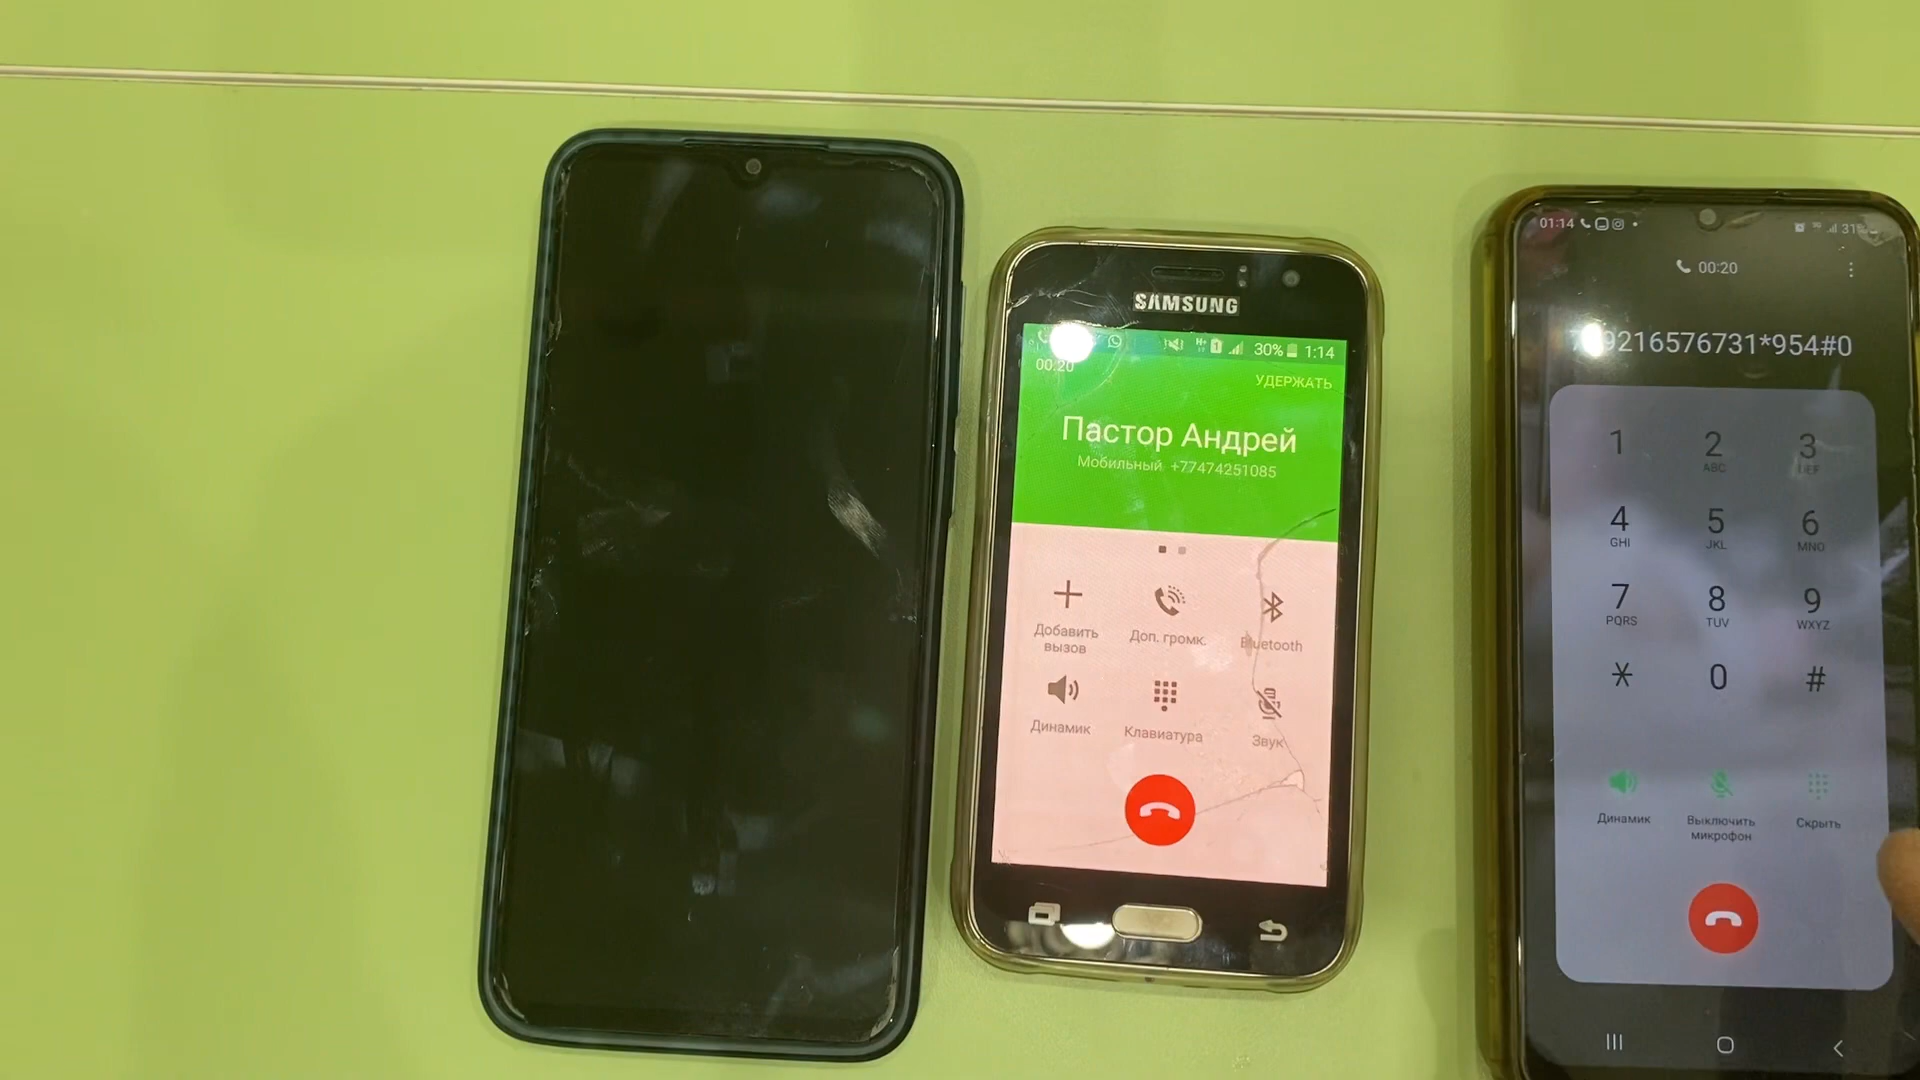 SAMSUNG
30% 1:14
00:20
УДЕРЖАТЬ
Пастор Андрей
Мобильный +77474251085
Добавить вызов
Доп. громк.
Bluetooth
Динамик
Клавиатура
Звук
01:14
31%
00:20
9216576731*954#0
1
2 ABC
3 DEF
4 GHI
5 JKL
6 MNO
7 PQRS
8 TUV
9 WXYZ
*
0
#
Динамик
Выключить микрофон
Скрыть